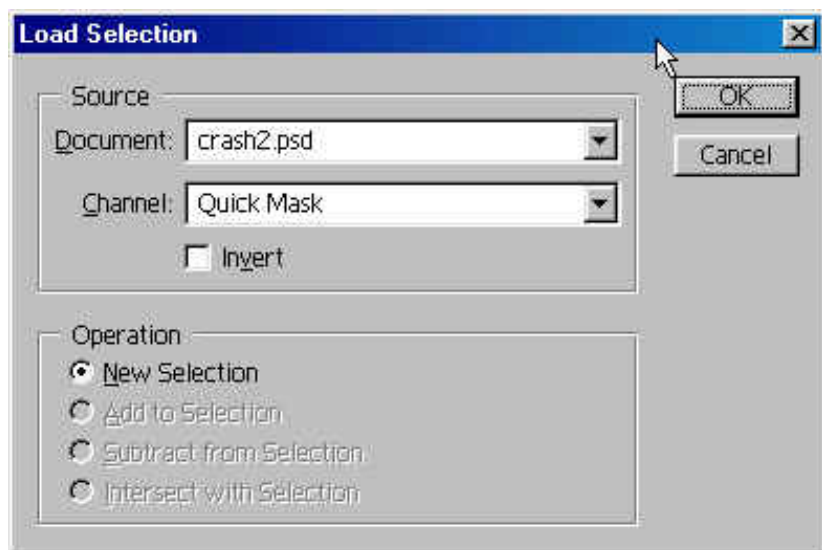 Load Selection
Source
OK
Document: crash2.psd
Cancel
Channel: Quick Mask
Invert
Operation
New Selection
Add to Selection
Subtract from Selection
Intersect with Selection